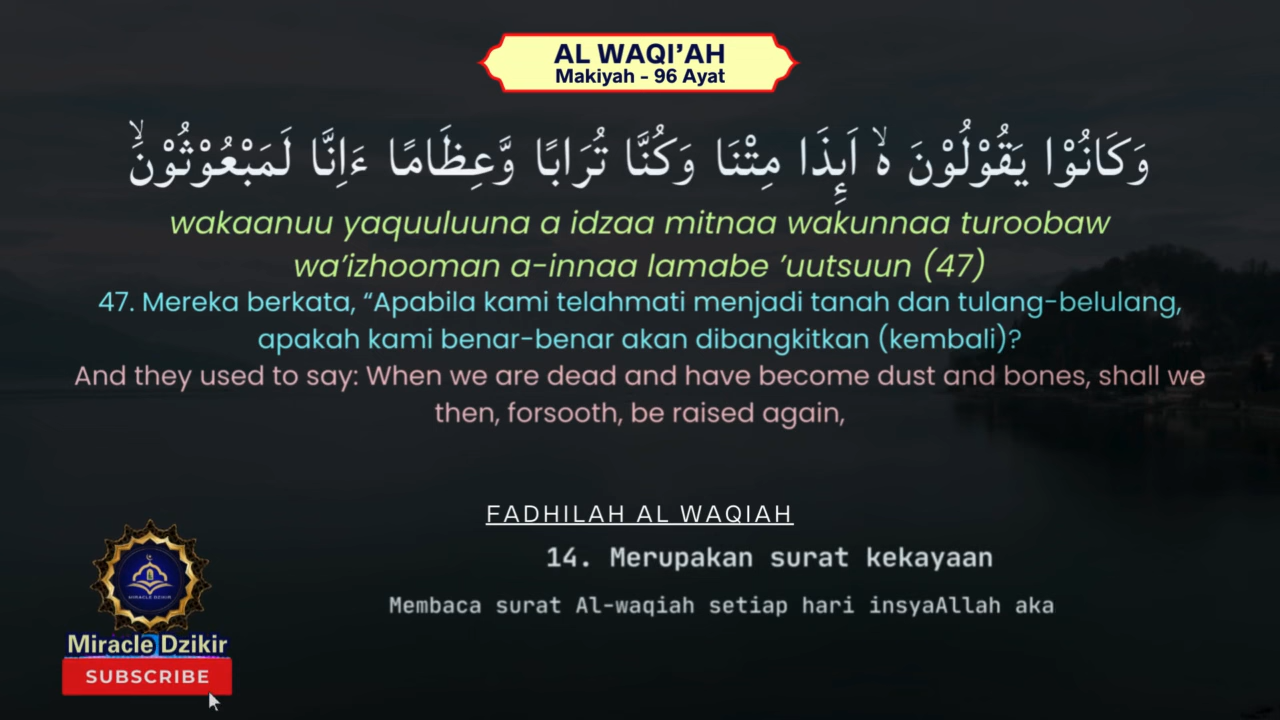 AL WAQI’AH
Makiyah - 96 Ayat
وَكَانُوْا يَقُوْلُوْنَ ەۙ اَىِٕذَا مِتْنَا وَكُنَّا تُرَابًا وَّعِظَامًا ءَاِنَّا لَمَبْعُوْثُوْنَۙ
wakaanuu yaquuluuna a idzaa mitnaa wakunnaa turoobaw
wa’izhooman a-innaa lamabe ’uutsuun (47)
47. Mereka berkata, “Apabila kami telahmati menjadi tanah dan tulang-belulang,
apakah kami benar-benar akan dibangkitkan (kembali)?
And they used to say: When we are dead and have become dust and bones, shall we
then, forsooth, be raised again,
FADHILAH AL WAQIAH
14. Merupakan surat kekayaan
Membaca surat Al-waqiah setiap hari insyaAllah aka
MIRACLE DZIKIR
Miracle Dzikir
SUBSCRIBE